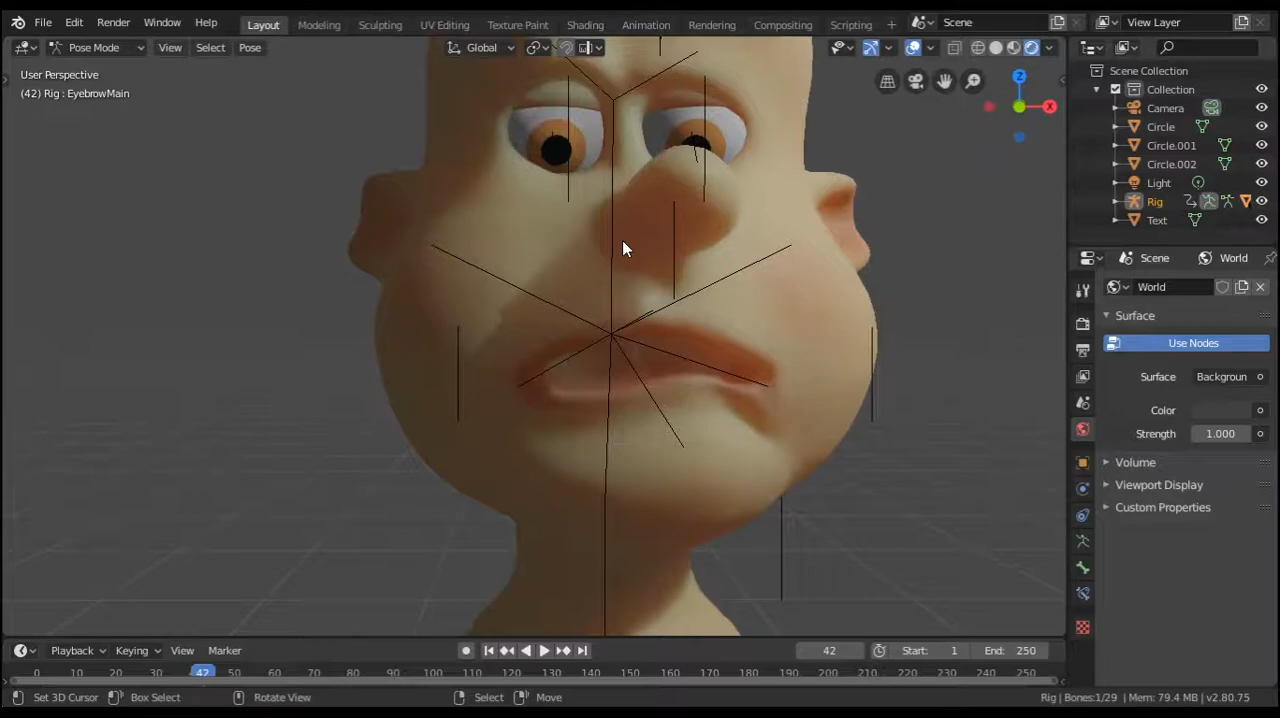 File Edit Render Window Help Layout Modeling Sculpting UV Editing Texture Paint Shading Animation Rendering Compositing Scripting + Scene View Layer
Pose Mode View Select Pose Global
User Perspective
(42) Rig : EyebrowMain
Z
X
Scene Collection
Collection
Camera
Circle
Circle.001
Circle.002
Light
Rig
Text
Scene World
World
Surface
Use Nodes
Surface Backgroun
Color
Strength 1.000
Volume
Viewport Display
Custom Properties
Playback Keying View Marker 42 Start: 1 End: 250
0 10 20 30 42 50 60 70 80 90 100 110 120 130 140 150 160 170 180 190 200 210 220 230 240 250
Set 3D Cursor Box Select Rotate View Select Move Rig | Bones:1/29 | Mem: 79.4 MB | v2.80.75